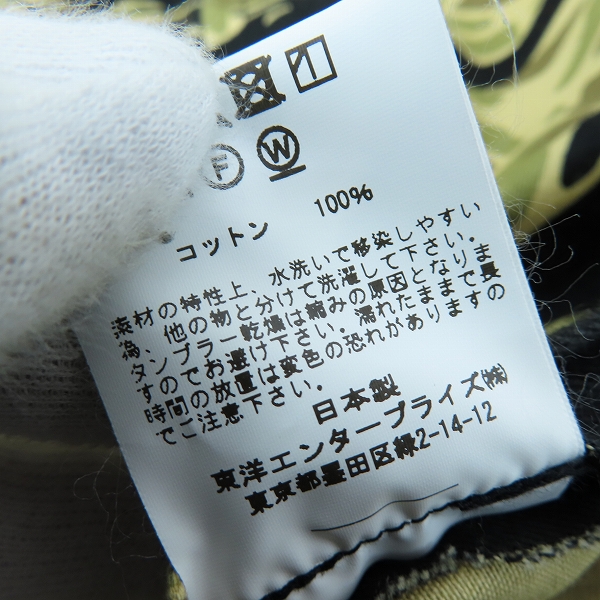 F W
コットン 100%
素材の特性上、水洗いで移染しやすい
為、他の物と分けて洗濯して下さい。
タンブラー乾燥は縮みの原因となりま
すのでお避け下さい。濡れたままで長
時間の放置は変色の恐れがありますの
でご注意下さい。
日本製
東洋エンタープライズ㈱
東京都墨田区緑2-14-12